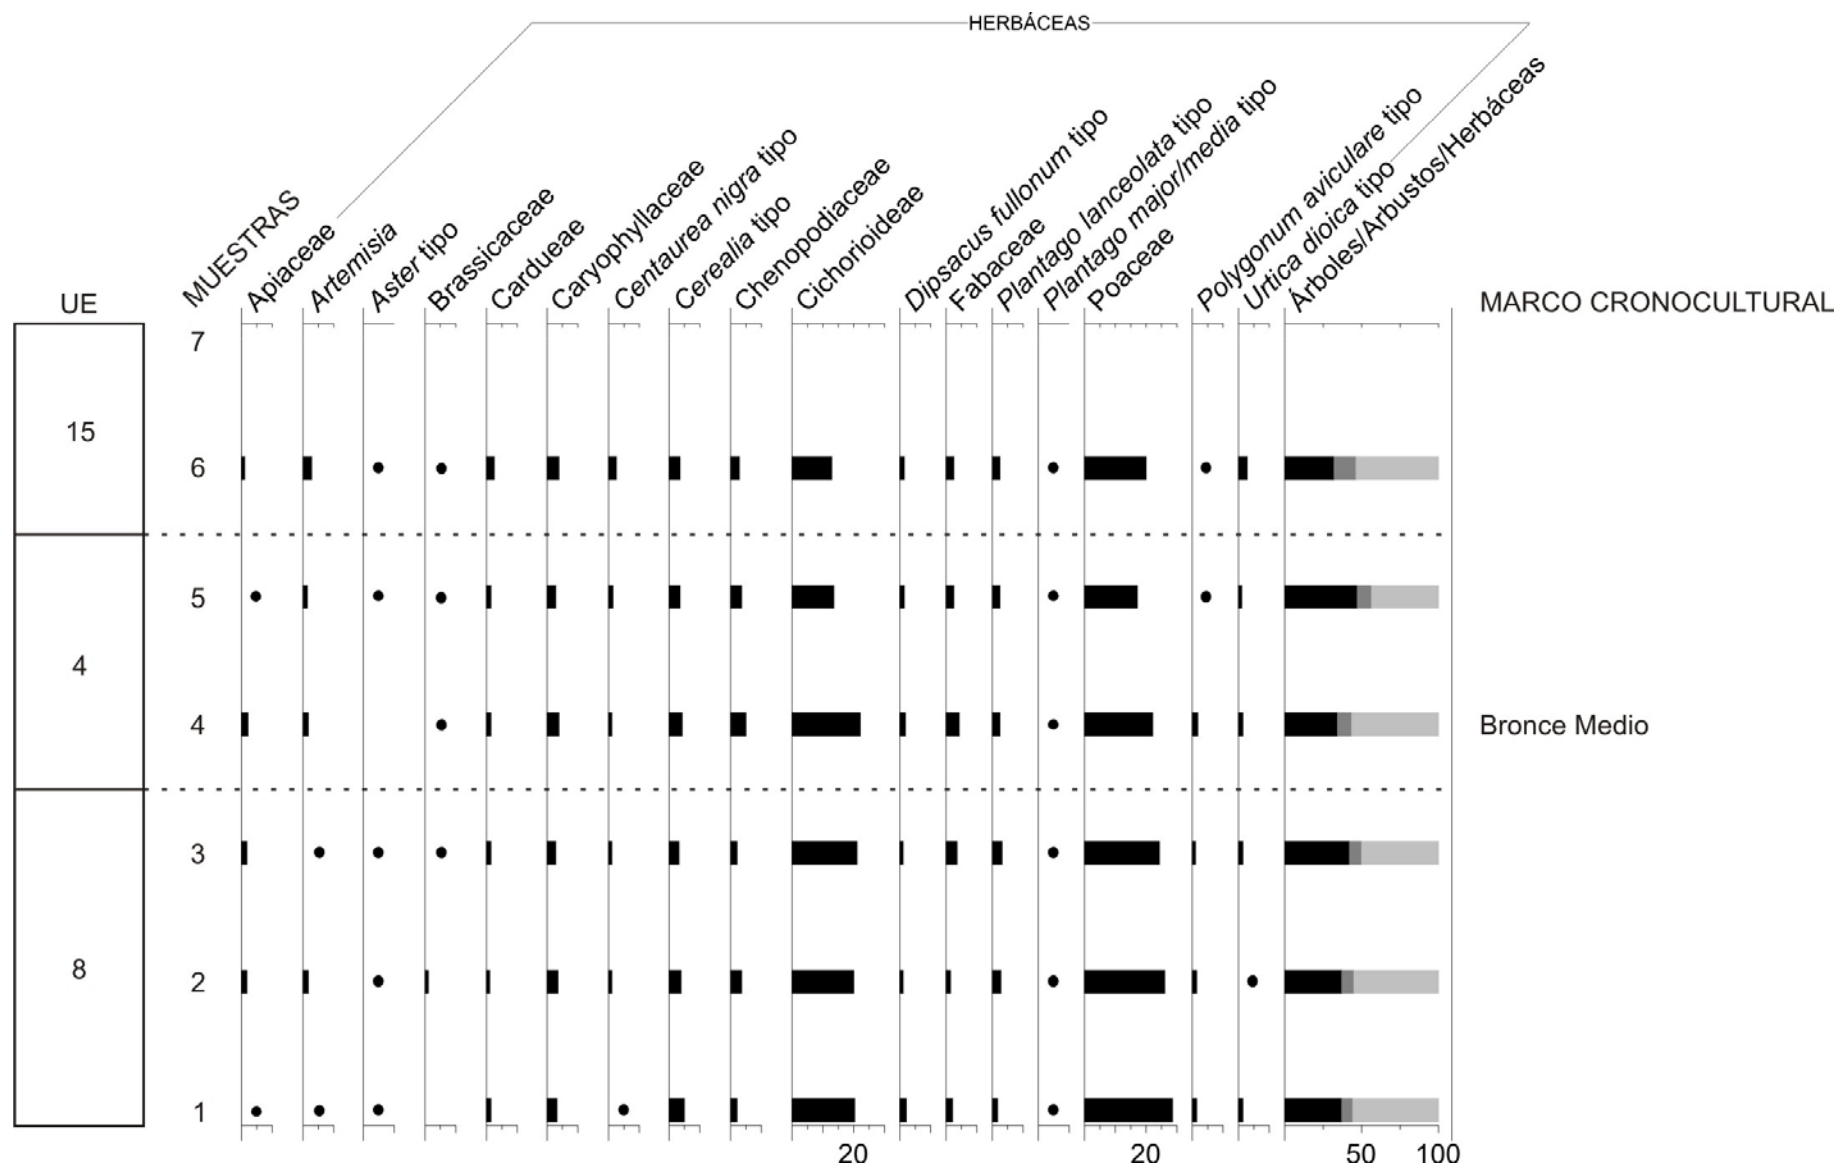 HERBÁCEAS
UE
MUESTRAS
Apiaceae
Artemisia
Aster tipo
Brassicaceae
Cardueae
Caryophyllaceae
Centaurea nigra tipo
Cerealia tipo
Chenopodiaceae
Cichorioideae
Dipsacus fullonum tipo
Fabaceae
Plantago lanceolata tipo
Plantago major/media tipo
Poaceae
Polygonum aviculare tipo
Urtica dioica tipo
Árboles/Arbustos/Herbáceas
MARCO CRONOCULTURAL
7
15
6
5
4
4
Bronce Medio
3
8
2
1
20
20
50
100